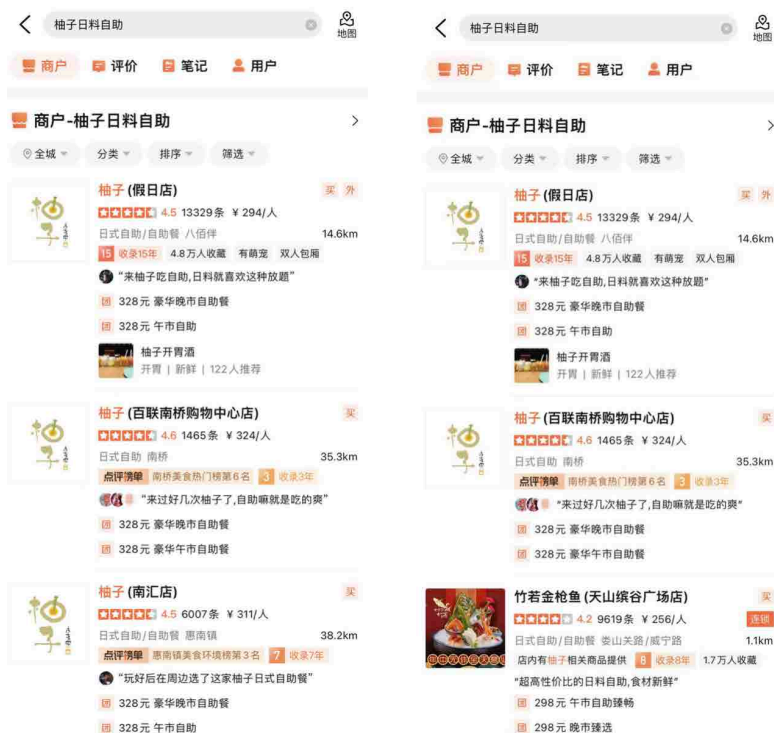 柚子日料自助
地图
商户
评价
笔记
用户
商户-柚子日料自助
全城
分类
排序
筛选
柚子
柚子(假日店)
买 外
4.5 13329条 ¥294/人
日式自助/自助餐 八佰伴
14.6km
15 收录15年 4.8万人收藏 有萌宠 双人包厢
“来柚子吃自助,日料就喜欢这种放题”
团 328元 豪华晚市自助餐
团 328元 午市自助
柚子开胃酒
开胃 | 新鲜 | 122人推荐
柚子
柚子(百联南桥购物中心店)
买
4.6 1465条 ¥324/人
日式自助 南桥
35.3km
点评榜单 南桥美食热门榜第6名 3 收录3年
“来过好几次柚子了,自助嘛就是吃的爽”
团 328元 豪华晚市自助餐
团 328元 豪华午市自助餐
柚子
柚子(南汇店)
买
4.5 6007条 ¥311/人
日式自助/自助餐 惠南镇
38.2km
点评榜单 惠南镇美食环境榜第3名 7 收录7年
“玩好后在周边选了这家柚子日式自助餐”
团 328元 豪华晚市自助餐
团 328元 午市自助
柚子日料自助
地图
商户
评价
笔记
用户
商户-柚子日料自助
全城
分类
排序
筛选
柚子
柚子(假日店)
买 外
4.5 13329条 ¥294/人
日式自助/自助餐 八佰伴
14.6km
15 收录15年 4.8万人收藏 有萌宠 双人包厢
“来柚子吃自助,日料就喜欢这种放题”
团 328元 豪华晚市自助餐
团 328元 午市自助
柚子开胃酒
开胃 | 新鲜 | 122人推荐
柚子
柚子(百联南桥购物中心店)
买
4.6 1465条 ¥324/人
日式自助 南桥
35.3km
点评榜单 南桥美食热门榜第6名 3 收录3年
“来过好几次柚子了,自助嘛就是吃的爽“
团 328元 豪华晚市自助餐
团 328元 豪华午市自助餐
竹若金枪鱼(天山缤谷广场店)
买
4.2 9619条 ¥256/人
连锁
日式自助/自助餐 娄山关路/威宁路
1.1km
店内有柚子相关商品提供 8 收录8年 1.7万人收藏
“超高性价比的日料自助,食材新鲜“
团 298元 午市自助臻畅
团 298元 晚市臻选